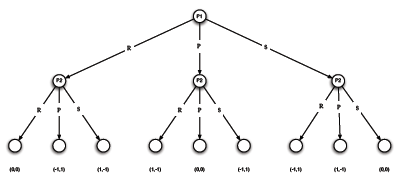 P1
R P S
P2 P2 P2
R P S R P S R P S
(0,0) (-1,1) (1,-1) (1,-1) (0,0) (-1,1) (-1,1) (1,-1) (0,0)